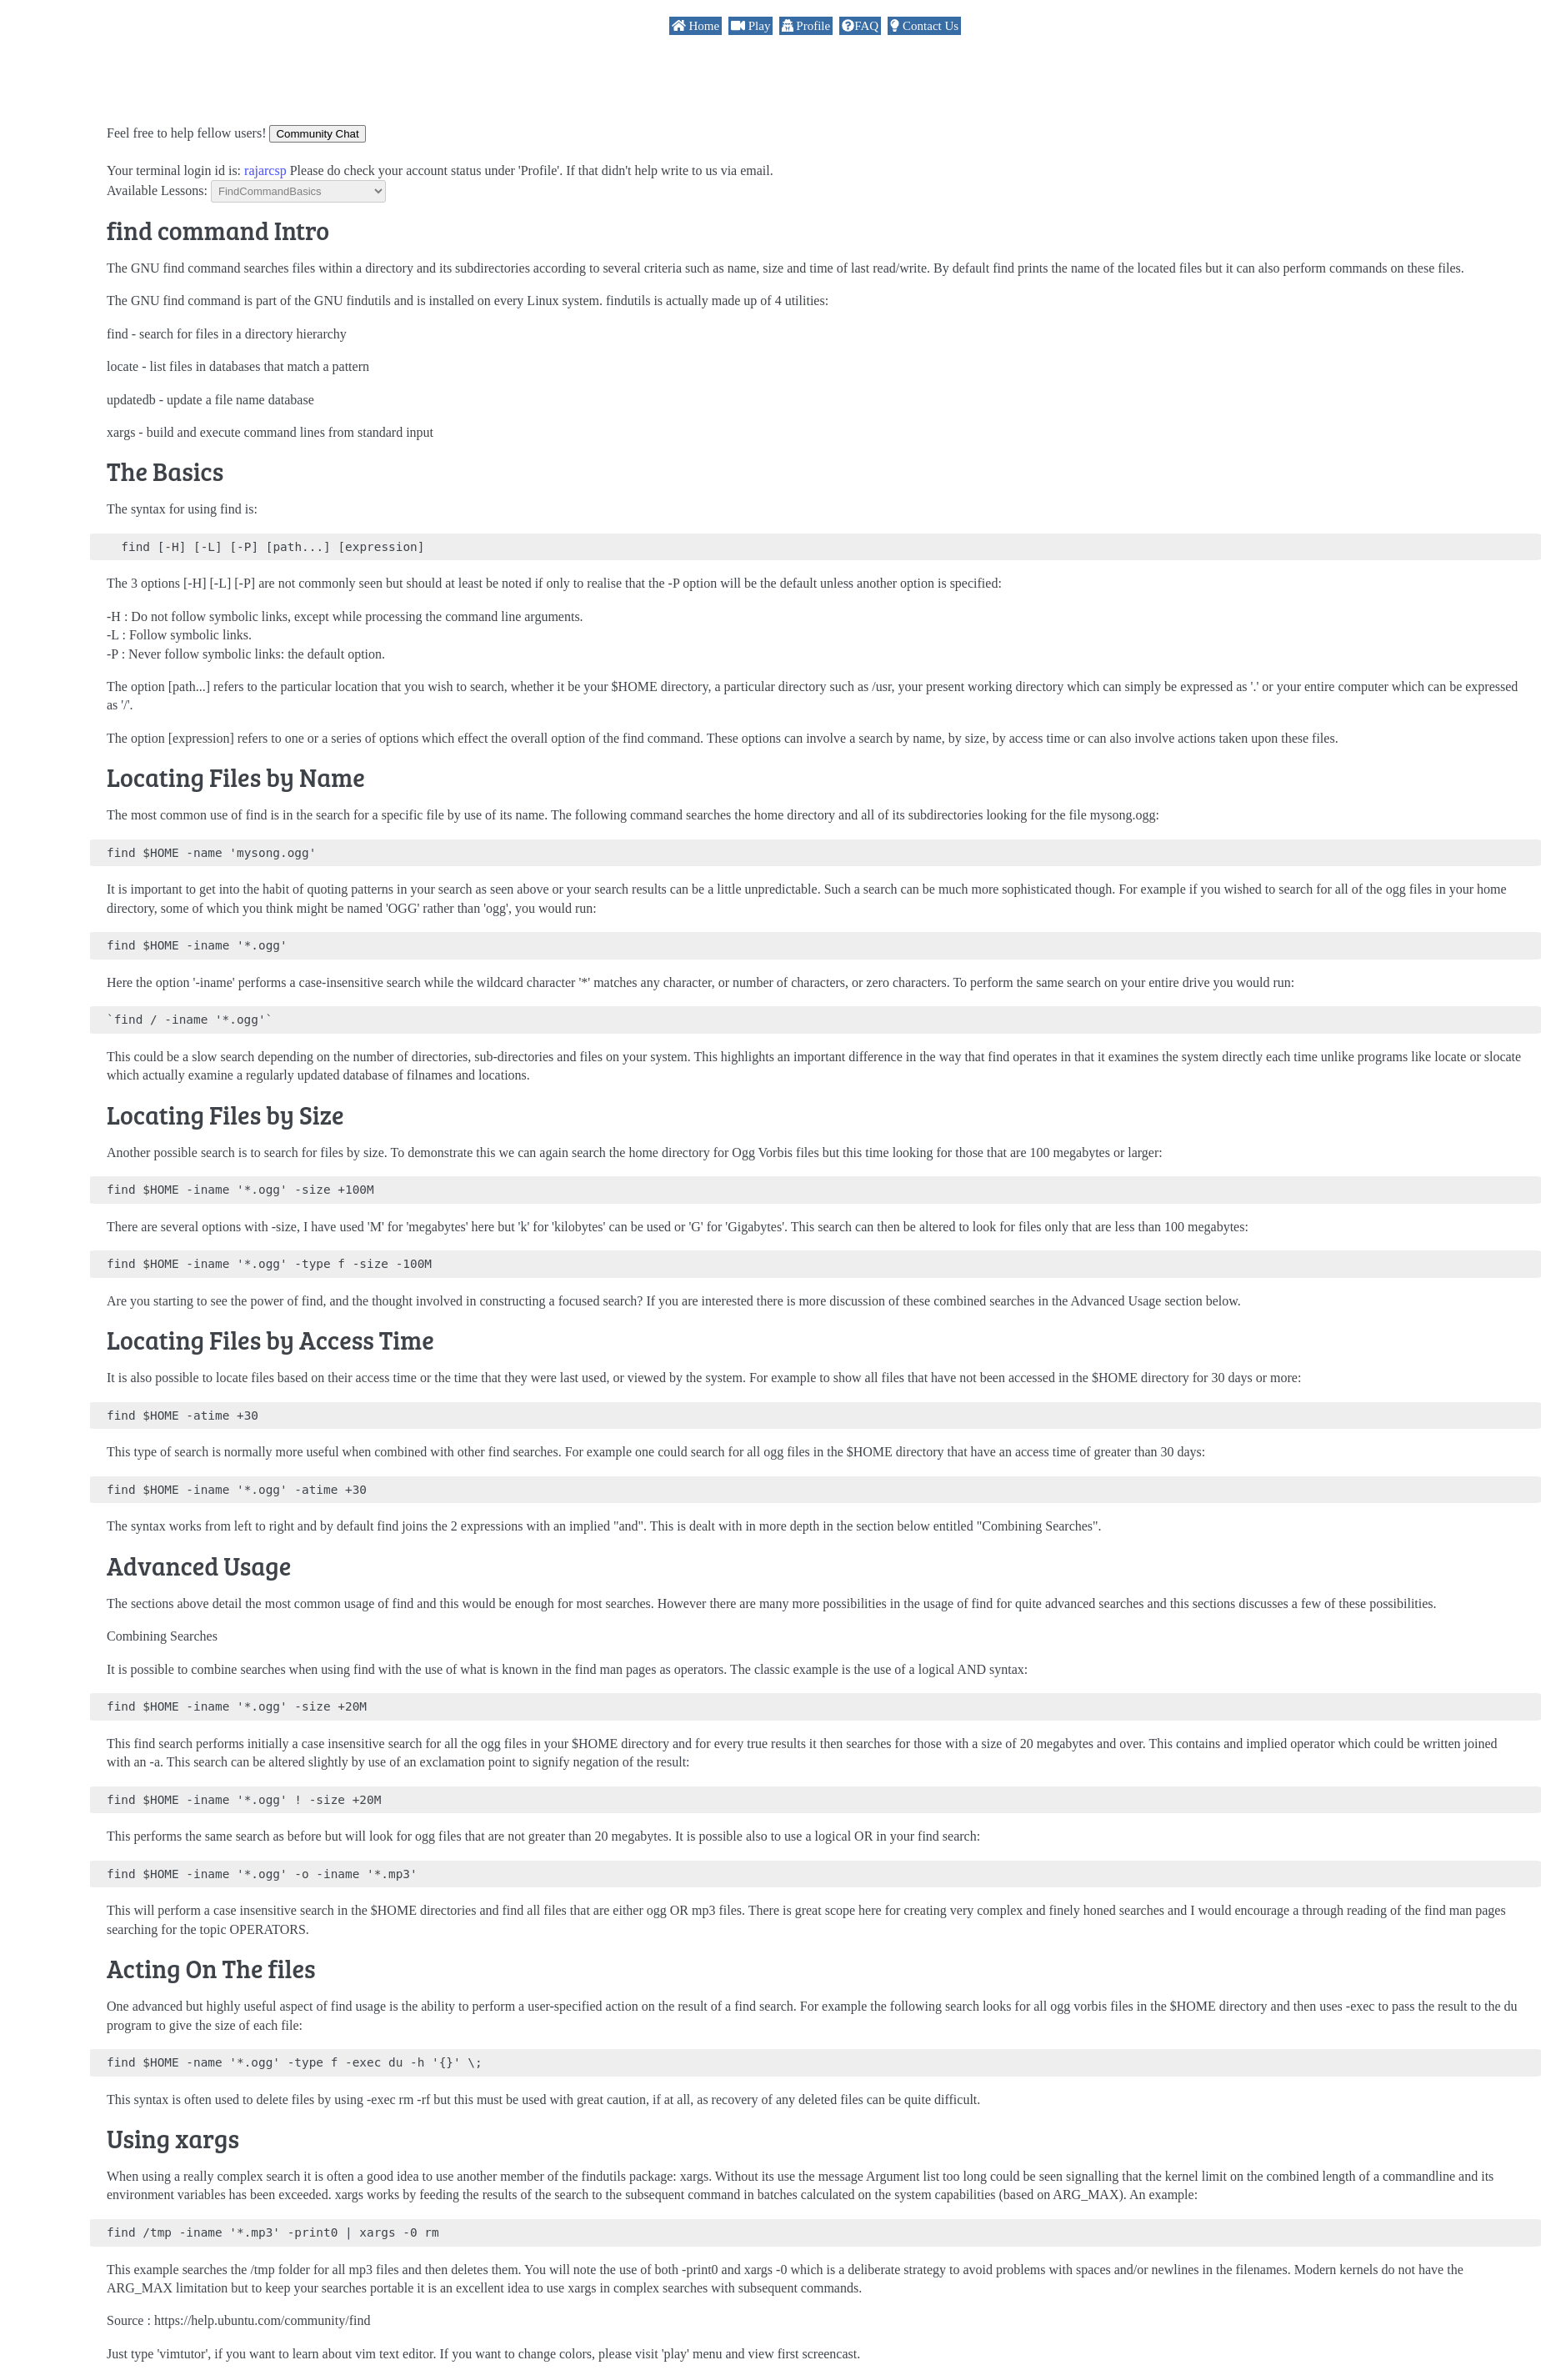 Home Play Profile FAQ Contact Us
Feel free to help fellow users! Community Chat
Your terminal login id is: rajarcsp Please do check your account status under 'Profile'. If that didn't help write to us via email.
Available Lessons: FindCommandBasics
find command Intro
The GNU find command searches files within a directory and its subdirectories according to several criteria such as name, size and time of last read/write. By default find prints the name of the located files but it can also perform commands on these files.
The GNU find command is part of the GNU findutils and is installed on every Linux system. findutils is actually made up of 4 utilities:
find - search for files in a directory hierarchy
locate - list files in databases that match a pattern
updatedb - update a file name database
xargs - build and execute command lines from standard input
The Basics
The syntax for using find is:
find [-H] [-L] [-P] [path...] [expression]
The 3 options [-H] [-L] [-P] are not commonly seen but should at least be noted if only to realise that the -P option will be the default unless another option is specified:
-H : Do not follow symbolic links, except while processing the command line arguments.
-L : Follow symbolic links.
-P : Never follow symbolic links: the default option.
The option [path...] refers to the particular location that you wish to search, whether it be your $HOME directory, a particular directory such as /usr, your present working directory which can simply be expressed as '.' or your entire computer which can be expressed
as '/'.
The option [expression] refers to one or a series of options which effect the overall option of the find command. These options can involve a search by name, by size, by access time or can also involve actions taken upon these files.
Locating Files by Name
The most common use of find is in the search for a specific file by use of its name. The following command searches the home directory and all of its subdirectories looking for the file mysong.ogg:
find $HOME -name 'mysong.ogg'
It is important to get into the habit of quoting patterns in your search as seen above or your search results can be a little unpredictable. Such a search can be much more sophisticated though. For example if you wished to search for all of the ogg files in your home
directory, some of which you think might be named 'OGG' rather than 'ogg', you would run:
find $HOME -iname '*.ogg'
Here the option '-iname' performs a case-insensitive search while the wildcard character '*' matches any character, or number of characters, or zero characters. To perform the same search on your entire drive you would run:
`find / -iname '*.ogg'`
This could be a slow search depending on the number of directories, sub-directories and files on your system. This highlights an important difference in the way that find operates in that it examines the system directly each time unlike programs like locate or slocate
which actually examine a regularly updated database of filnames and locations.
Locating Files by Size
Another possible search is to search for files by size. To demonstrate this we can again search the home directory for Ogg Vorbis files but this time looking for those that are 100 megabytes or larger:
find $HOME -iname '*.ogg' -size +100M
There are several options with -size, I have used 'M' for 'megabytes' here but 'k' for 'kilobytes' can be used or 'G' for 'Gigabytes'. This search can then be altered to look for files only that are less than 100 megabytes:
find $HOME -iname '*.ogg' -type f -size -100M
Are you starting to see the power of find, and the thought involved in constructing a focused search? If you are interested there is more discussion of these combined searches in the Advanced Usage section below.
Locating Files by Access Time
It is also possible to locate files based on their access time or the time that they were last used, or viewed by the system. For example to show all files that have not been accessed in the $HOME directory for 30 days or more:
find $HOME -atime +30
This type of search is normally more useful when combined with other find searches. For example one could search for all ogg files in the $HOME directory that have an access time of greater than 30 days:
find $HOME -iname '*.ogg' -atime +30
The syntax works from left to right and by default find joins the 2 expressions with an implied "and". This is dealt with in more depth in the section below entitled "Combining Searches".
Advanced Usage
The sections above detail the most common usage of find and this would be enough for most searches. However there are many more possibilities in the usage of find for quite advanced searches and this sections discusses a few of these possibilities.
Combining Searches
It is possible to combine searches when using find with the use of what is known in the find man pages as operators. The classic example is the use of a logical AND syntax:
find $HOME -iname '*.ogg' -size +20M
This find search performs initially a case insensitive search for all the ogg files in your $HOME directory and for every true results it then searches for those with a size of 20 megabytes and over. This contains and implied operator which could be written joined
with an -a. This search can be altered slightly by use of an exclamation point to signify negation of the result:
find $HOME -iname '*.ogg' ! -size +20M
This performs the same search as before but will look for ogg files that are not greater than 20 megabytes. It is possible also to use a logical OR in your find search:
find $HOME -iname '*.ogg' -o -iname '*.mp3'
This will perform a case insensitive search in the $HOME directories and find all files that are either ogg OR mp3 files. There is great scope here for creating very complex and finely honed searches and I would encourage a through reading of the find man pages
searching for the topic OPERATORS.
Acting On The files
One advanced but highly useful aspect of find usage is the ability to perform a user-specified action on the result of a find search. For example the following search looks for all ogg vorbis files in the $HOME directory and then uses -exec to pass the result to the du
program to give the size of each file:
find $HOME -name '*.ogg' -type f -exec du -h '{}' \;
This syntax is often used to delete files by using -exec rm -rf but this must be used with great caution, if at all, as recovery of any deleted files can be quite difficult.
Using xargs
When using a really complex search it is often a good idea to use another member of the findutils package: xargs. Without its use the message Argument list too long could be seen signalling that the kernel limit on the combined length of a commandline and its
environment variables has been exceeded. xargs works by feeding the results of the search to the subsequent command in batches calculated on the system capabilities (based on ARG_MAX). An example:
find /tmp -iname '*.mp3' -print0 | xargs -0 rm
This example searches the /tmp folder for all mp3 files and then deletes them. You will note the use of both -print0 and xargs -0 which is a deliberate strategy to avoid problems with spaces and/or newlines in the filenames. Modern kernels do not have the
ARG_MAX limitation but to keep your searches portable it is an excellent idea to use xargs in complex searches with subsequent commands.
Source : https://help.ubuntu.com/community/find
Just type 'vimtutor', if you want to learn about vim text editor. If you want to change colors, please visit 'play' menu and view first screencast.